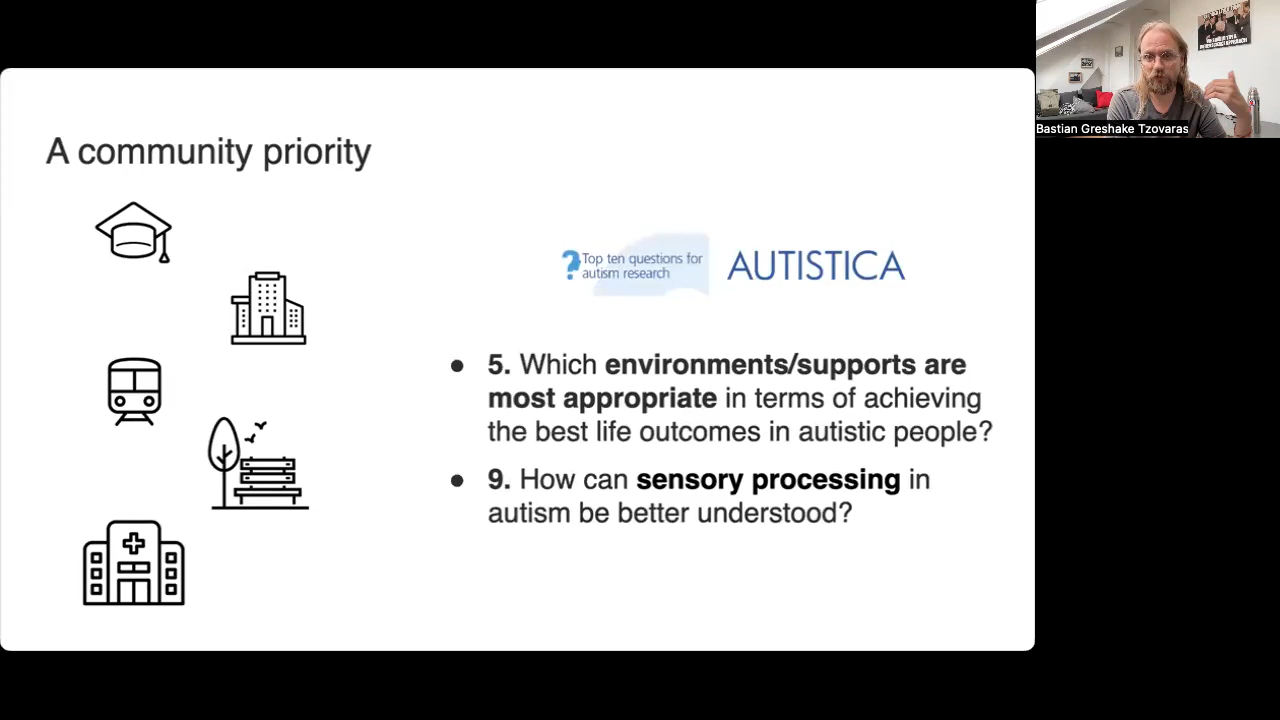 A community priority
Top ten questions for
autism research
AUTISTICA
5. Which environments/supports are
most appropriate in terms of achieving
the best life outcomes in autistic people?
9. How can sensory processing in
autism be better understood?
Bastian Greshake Tzovaras